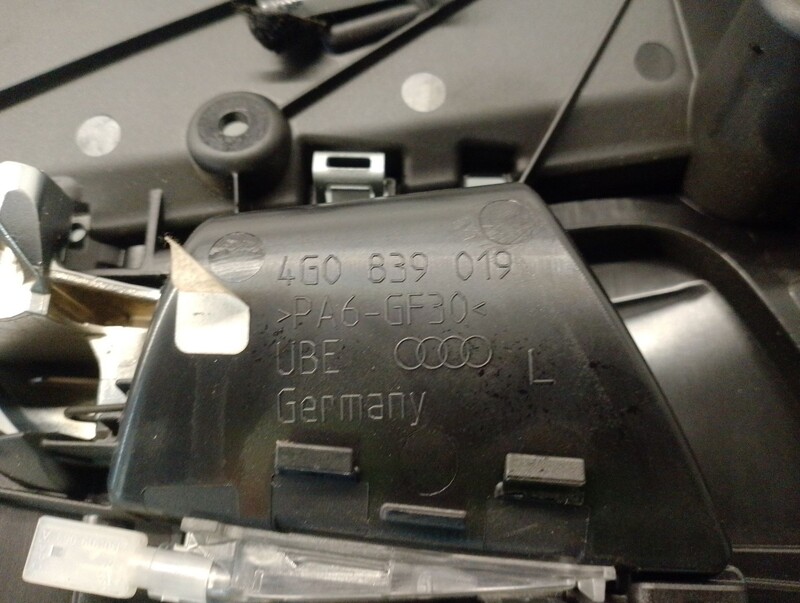 4G0 839 019
>PA6-GF30<
UBE L
Germany